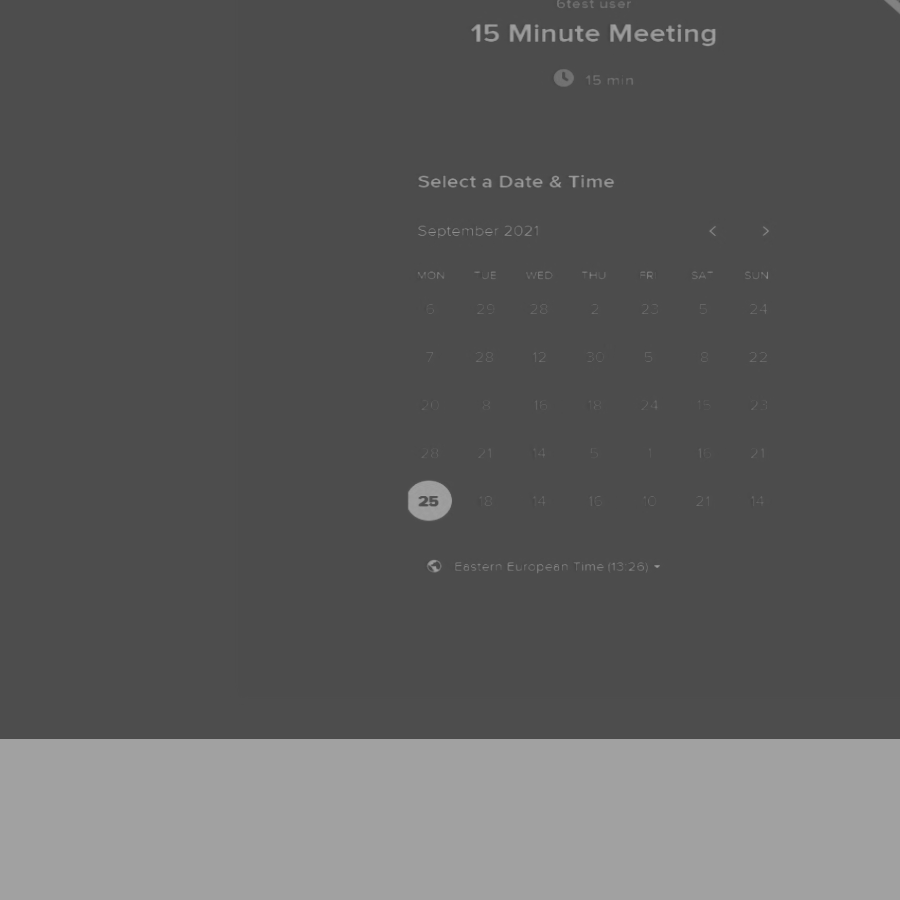 6test user
15 Minute Meeting
15 min
Select a Date & Time
September 2021
MON TUE WED THU FRI SAT SUN
6 29 28 2 23 5 24
7 28 12 30 5 8 22
20 8 16 18 24 13 23
28 21 14 5 1 16 21
25 18 14 16 10 21 14
Eastern European Time (13:26)